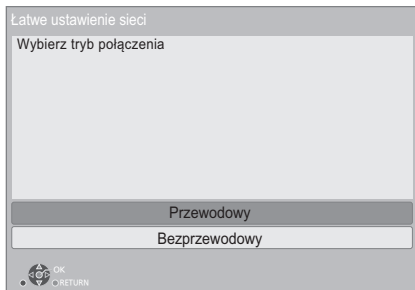 Łatwe ustawienie sieci
Wybierz tryb połączenia
Przewodowy
Bezprzewodowy
OK
RETURN